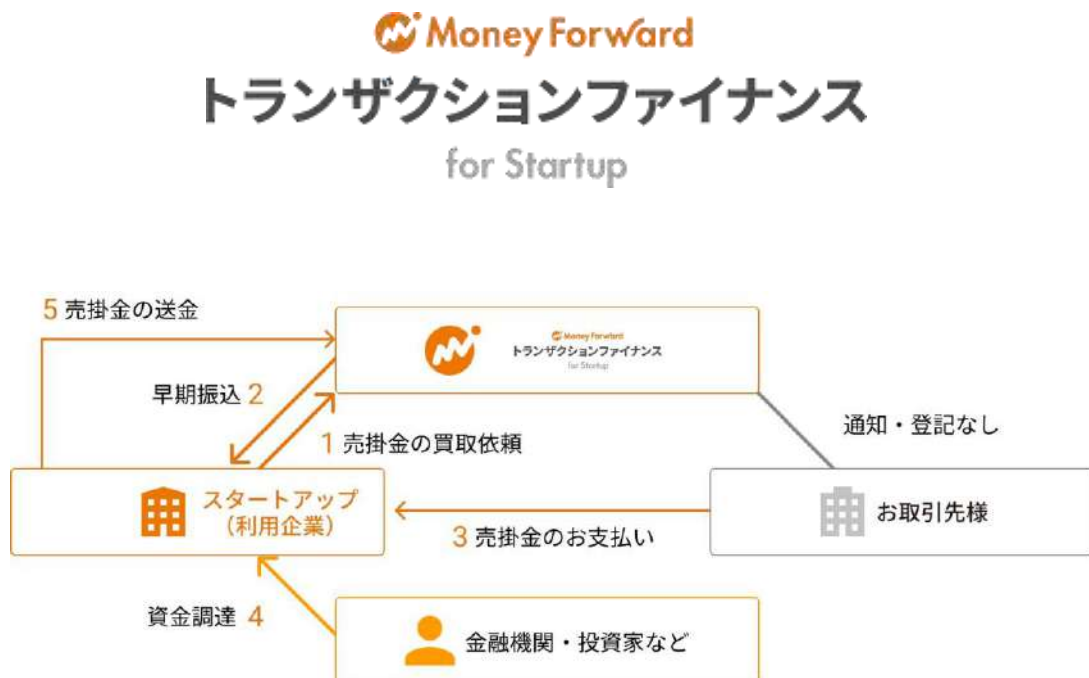 Money Forward
トランザクションファイナンス
for Startup
5 売掛金の送金
Money Forward
トランザクションファイナンス
for Startup
早期振込 2
1 売掛金の買取依頼
通知・登記なし
スタートアップ
（利用企業）
お取引先様
3 売掛金のお支払い
資金調達 4
金融機関・投資家など